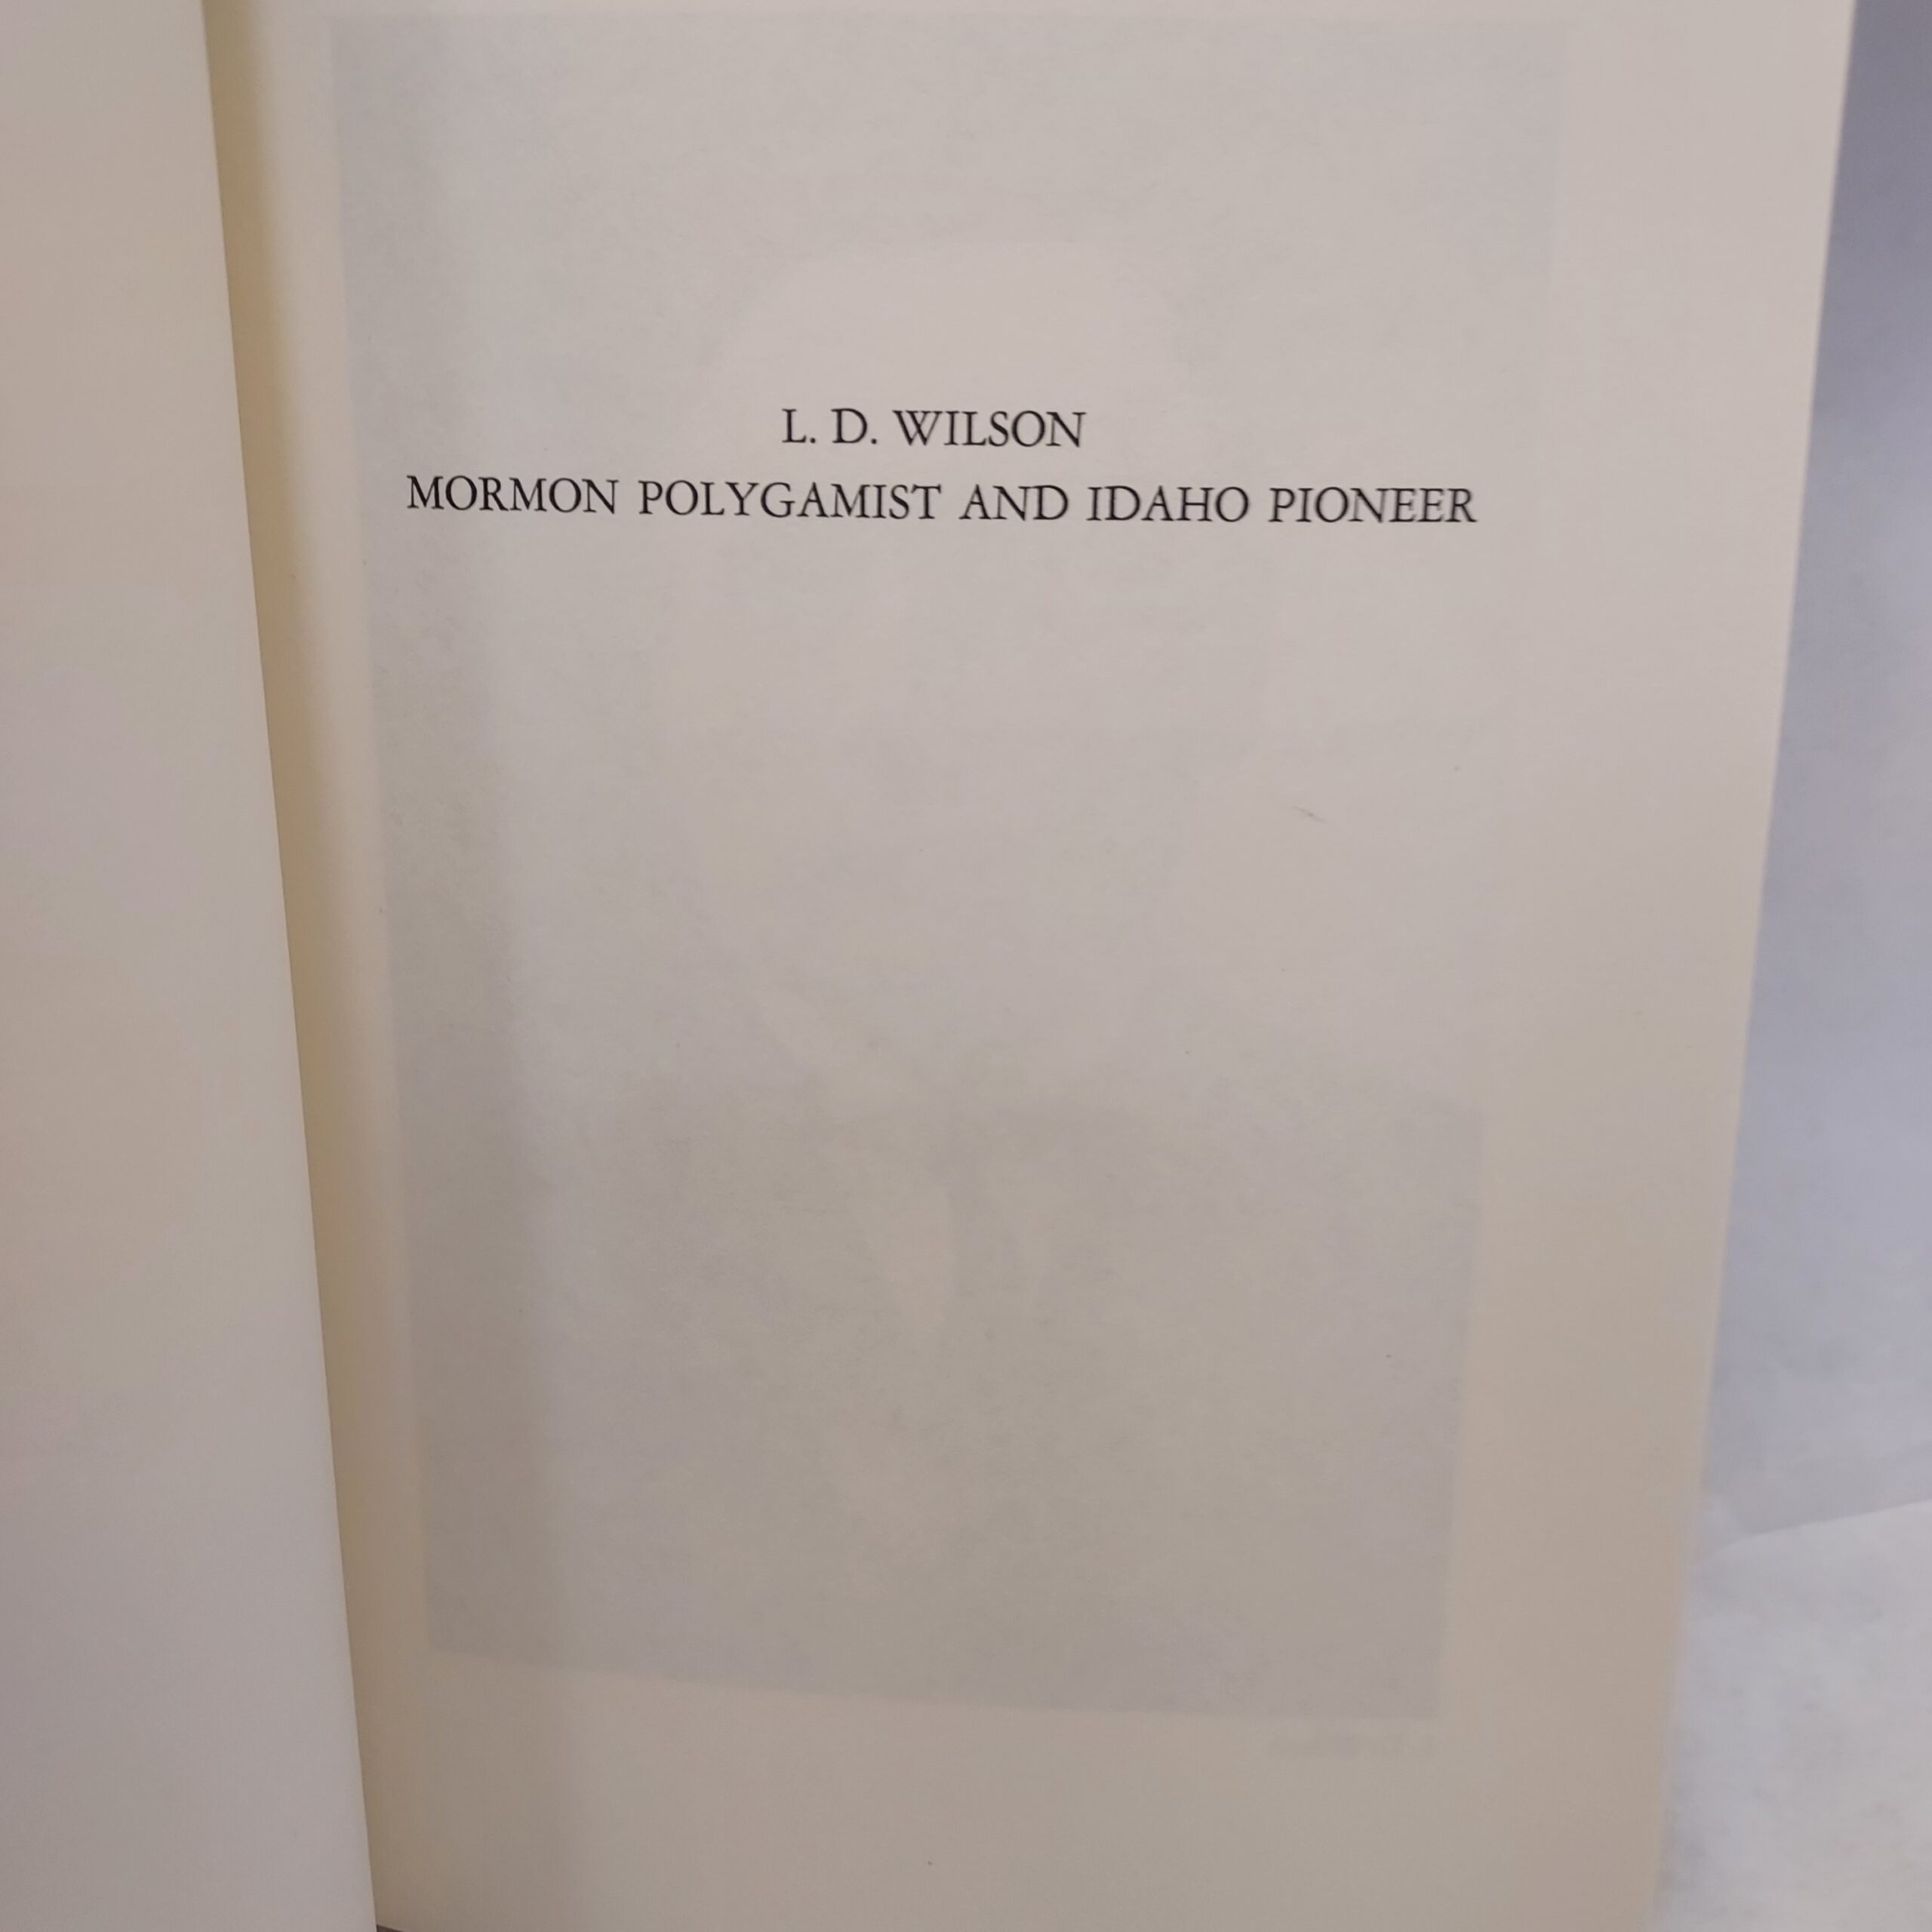 L. D. WILSON
MORMON POLYGAMIST AND IDAHO PIONEER